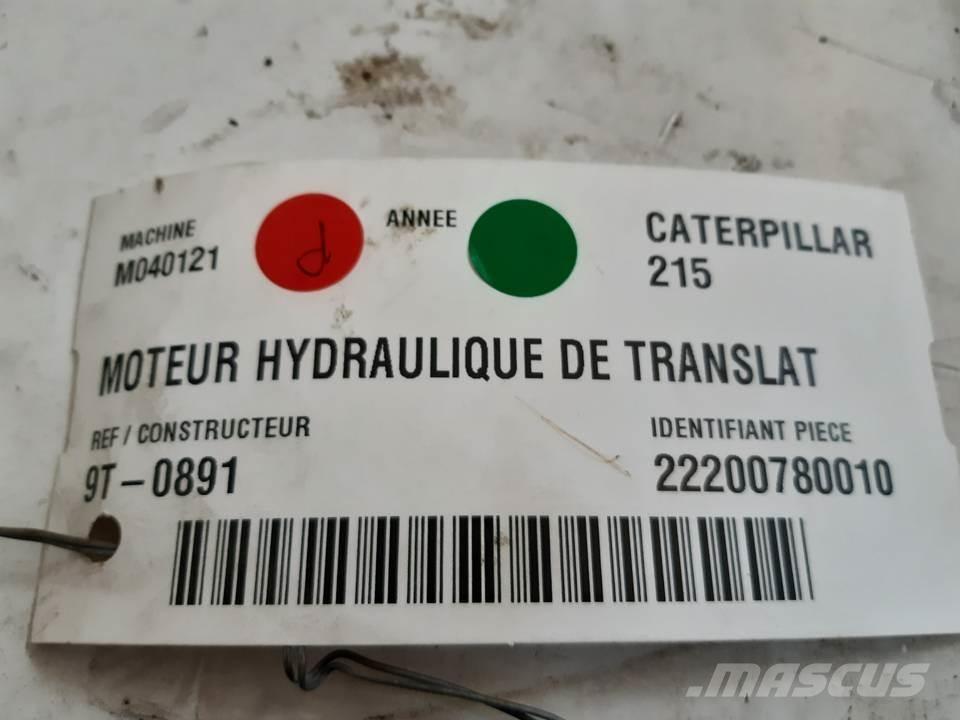 MACHINE
M040121
ANNEE
CATERPILLAR
215
MOTEUR HYDRAULIQUE DE TRANSLAT
REF / CONSTRUCTEUR
9T-0891
IDENTIFIANT PIECE
22200780010
MASCUS